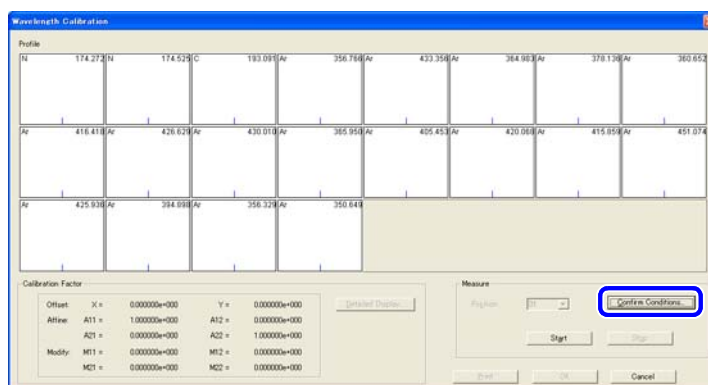 Wavelength Calibration
Profile
N 174.272 N 174.525 C 193.091 Ar 356.766 Ar 433.356 Ar 364.983 Ar 378.136 Ar 360.652
Ar 416.418 Ar 426.629 Ar 430.010 Ar 365.950 Ar 405.453 Ar 420.068 Ar 415.859 Ar 451.074
Ar 425.936 Ar 394.898 Ar 356.329 Ar 350.649
Calibration Factor
Measure
Offset: X = 0.000000e+000 Y = 0.000000e+000 Detailed Display...
Position: Confirm Conditions...
Affine: A11 = 1.000000e+000 A12 = 0.000000e+000
A21 = 0.000000e+000 A22 = 1.000000e+000
Start Stop
Modify: M11 = 0.000000e+000 M12 = 0.000000e+000
M21 = 0.000000e+000 M22 = 0.000000e+000
Print OK Cancel